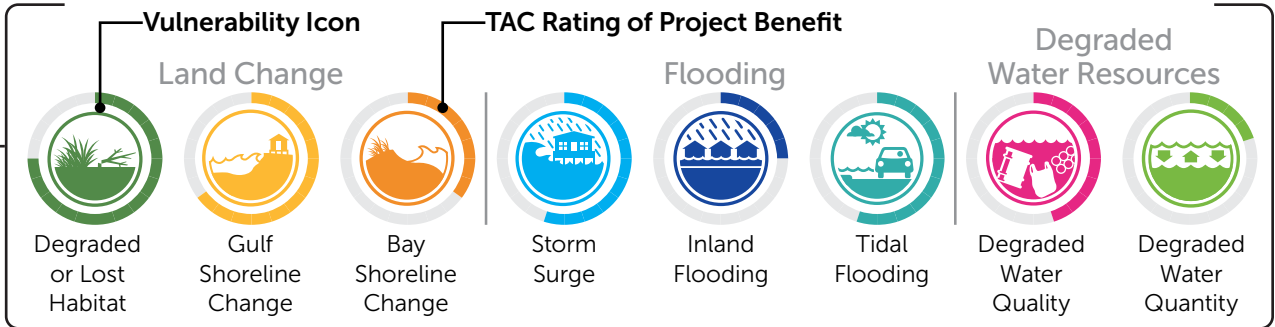 Vulnerability Icon
TAC Rating of Project Benefit
Land Change
Flooding
Degraded
Water Resources
Degraded
or Lost
Habitat
Gulf
Shoreline
Change
Bay
Shoreline
Change
Storm
Surge
Inland
Flooding
Tidal
Flooding
Degraded
Water
Quality
Degraded
Water
Quantity